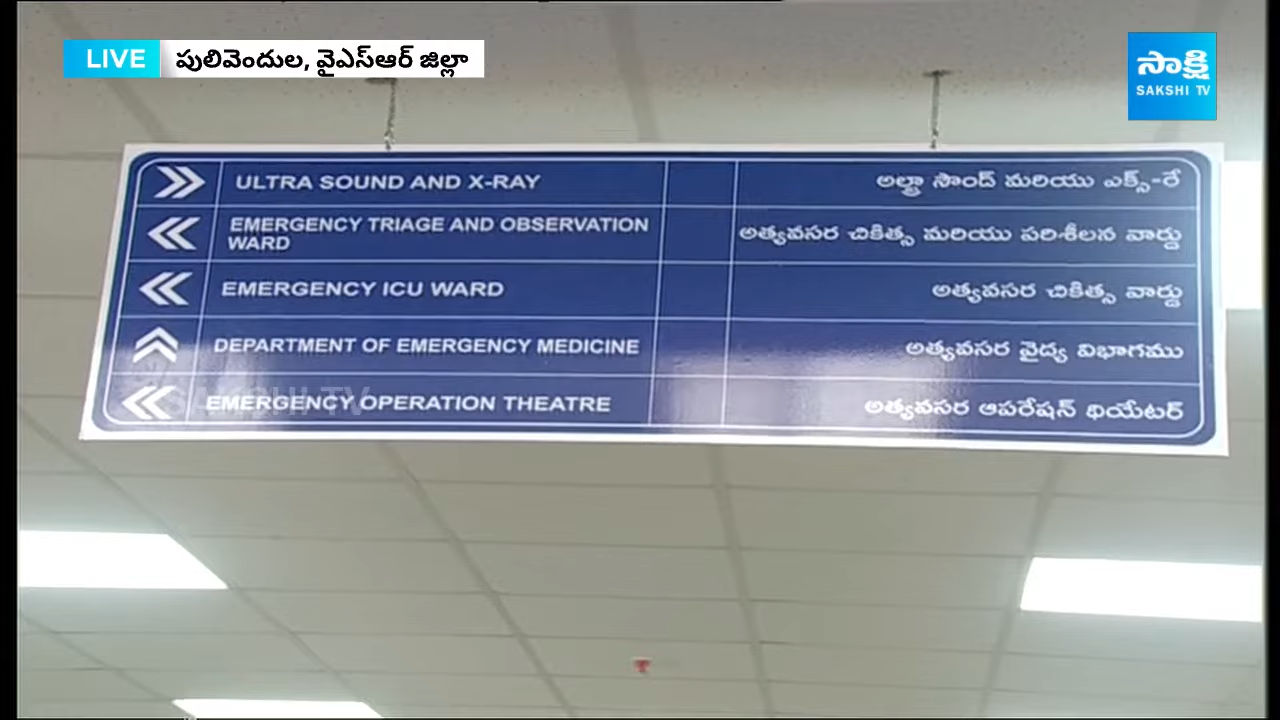 LIVE పులివెందుల, వైఎస్ఆర్ జిల్లా
సాక్షి
SAKSHI TV
ULTRA SOUND AND X-RAY అల్ట్రా సౌండ్ మరియు ఎక్స్-రే
EMERGENCY TRIAGE AND OBSERVATION
WARD అత్యవసర చికిత్స మరియు పరిశీలన వార్డు
EMERGENCY ICU WARD అత్యవసర చికిత్స వార్డు
DEPARTMENT OF EMERGENCY MEDICINE అత్యవసర వైద్య విభాగము
SAKSHI TV
EMERGENCY OPERATION THEATRE అత్యవసర ఆపరేషన్ థియేటర్